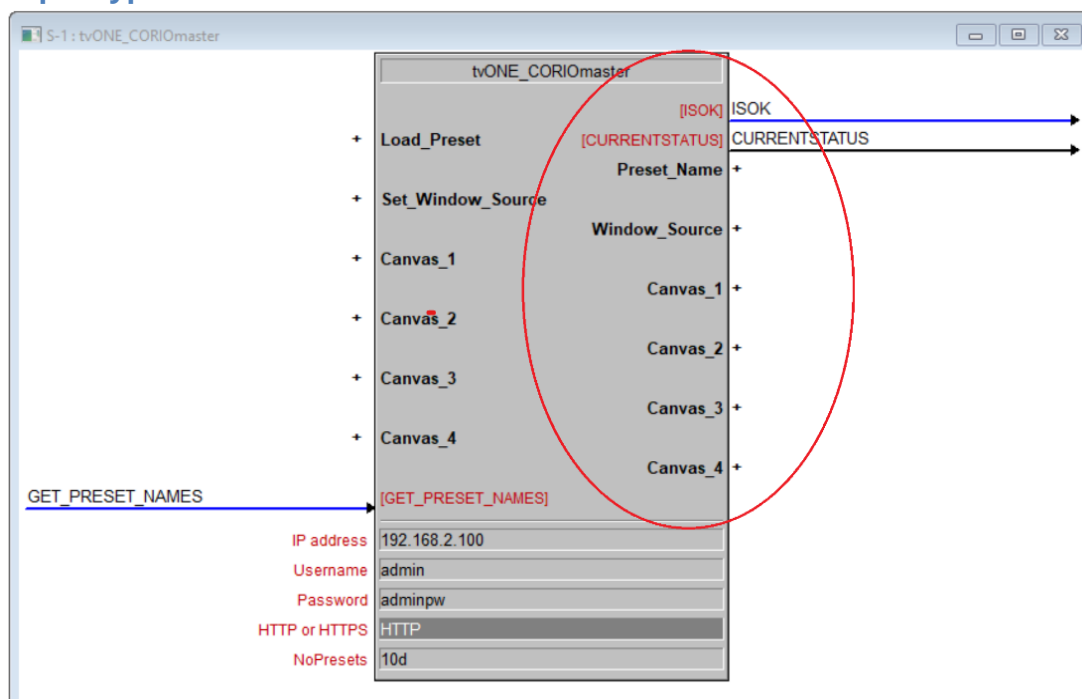 S-1 : tvONE_CORIOmaster
tvONE_CORIOmaster
[ISOK] ISOK
Load_Preset [CURRENTSTATUS] CURRENTSTATUS
Preset_Name
Set_Window_Source
Window_Source
Canvas_1
Canvas_1
Canvas_2
Canvas_2
Canvas_3
Canvas_3
Canvas_4
Canvas_4
GET_PRESET_NAMES [GET_PRESET_NAMES]
IP address 192.168.2.100
Username admin
Password adminpw
HTTP or HTTPS HTTP
NoPresets 10d